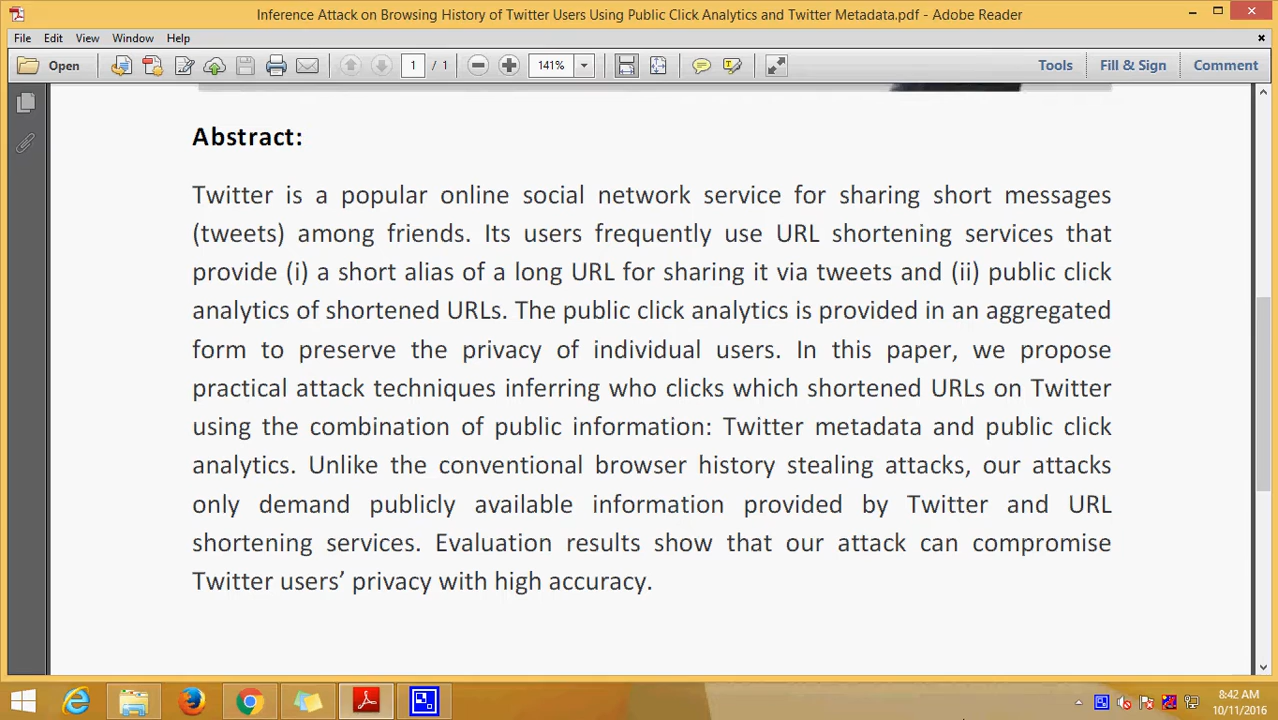 Inference Attack on Browsing History of Twitter Users Using Public Click Analytics and Twitter Metadata.pdf - Adobe Reader
File Edit View Window Help
Open 1 / 1 141% Tools Fill & Sign Comment
Abstract:
Twitter is a popular online social network service for sharing short messages
(tweets) among friends. Its users frequently use URL shortening services that
provide (i) a short alias of a long URL for sharing it via tweets and (ii) public click
analytics of shortened URLs. The public click analytics is provided in an aggregated
form to preserve the privacy of individual users. In this paper, we propose
practical attack techniques inferring who clicks which shortened URLs on Twitter
using the combination of public information: Twitter metadata and public click
analytics. Unlike the conventional browser history stealing attacks, our attacks
only demand publicly available information provided by Twitter and URL
shortening services. Evaluation results show that our attack can compromise
Twitter users’ privacy with high accuracy.
8:42 AM
10/11/2016